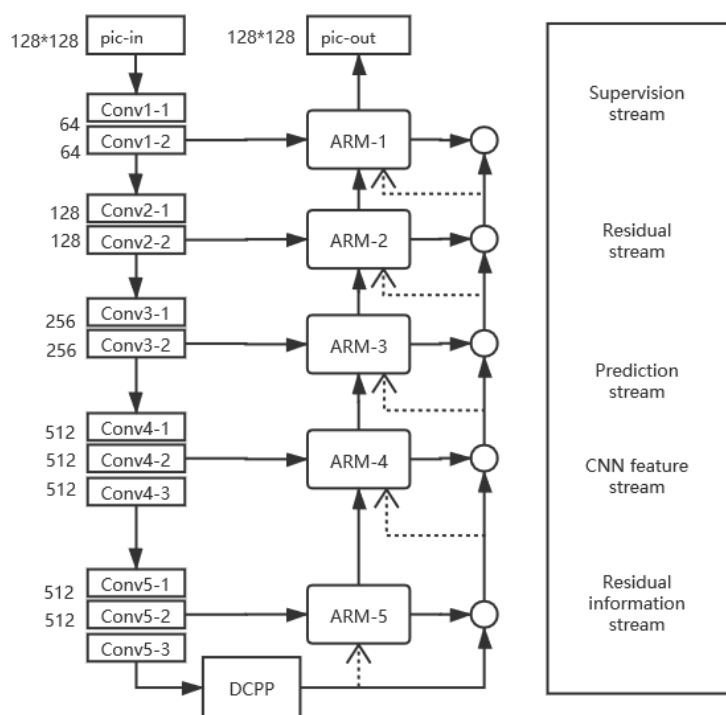 128*128
pic-in
128*128
pic-out
Conv1-1
64
Conv1-2
64
ARM-1
Conv2-1
128
Conv2-2
128
ARM-2
Conv3-1
256
Conv3-2
256
ARM-3
Conv4-1
512
Conv4-2
512
Conv4-3
512
ARM-4
Conv5-1
512
Conv5-2
512
Conv5-3
ARM-5
DCPP
Supervision
stream
Residual
stream
Prediction
stream
CNN feature
stream
Residual
information
stream